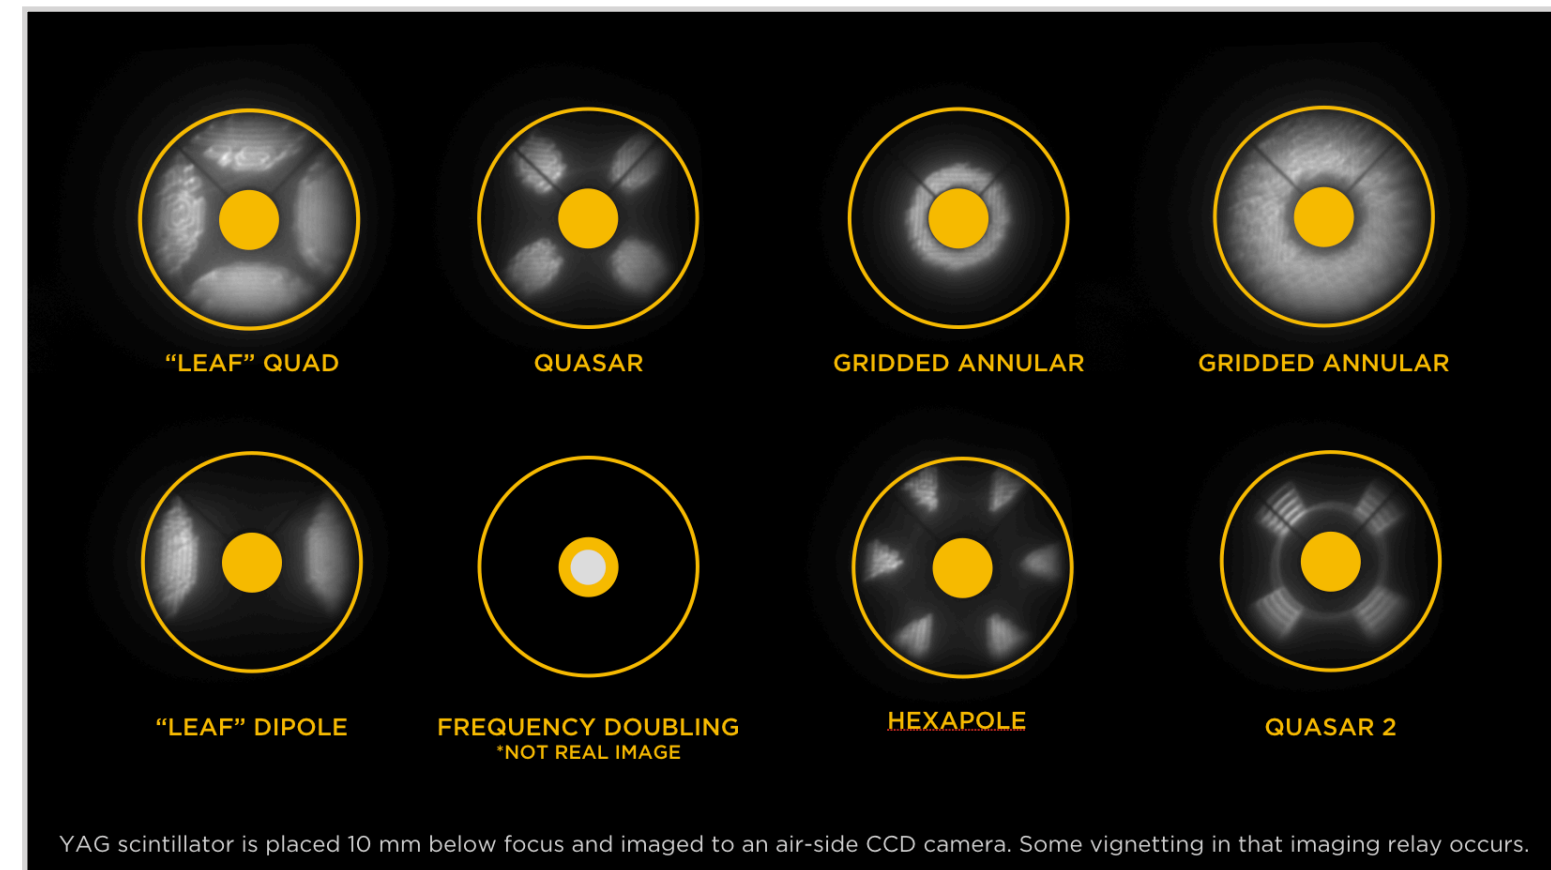 “LEAF” QUAD
QUASAR
GRIDDED ANNULAR
GRIDDED ANNULAR
“LEAF” DIPOLE
FREQUENCY DOUBLING
*NOT REAL IMAGE
HEXAPOLE
QUASAR 2
YAG scintillator is placed 10 mm below focus and imaged to an air-side CCD camera. Some vignetting in that imaging relay occurs.